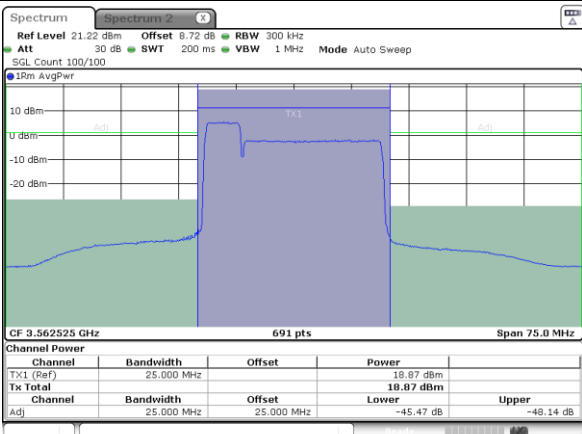 Spectrum Spectrum 2 X
Ref Level 21.22 dBm Offset 8.72 dB RBW 300 kHz
Att 30 dB SWT 200 ms VBW 1 MHz Mode Auto Sweep
SGL Count 100/100
1Rm AvgPwr
10 dBm
TX1
Adj Adj
0 dBm
-10 dBm
-20 dBm
CF 3.562525 GHz 691 pts Span 75.0 MHz
Channel Power
Channel Bandwidth Offset Power
TX1 (Ref) 25.000 MHz 18.87 dBm
Tx Total 18.87 dBm
Channel Bandwidth Offset Lower Upper
Adj 25.000 MHz 25.000 MHz -45.47 dB -48.14 dB